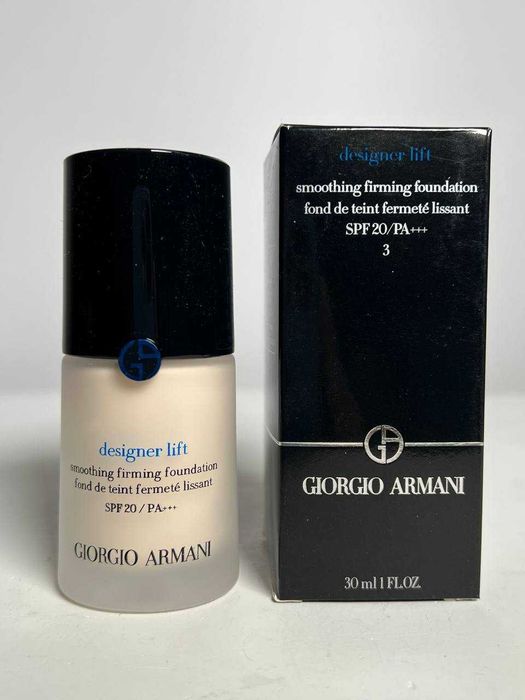 designer lift
smoothing firming foundation
fond de teint fermeté lissant
SPF 20 / PA+++
GIORGIO ARMANI
designer lift
smoothing firming foundation
fond de teint fermeté lissant
SPF 20/PA+++
3
GIORGIO ARMANI
30 ml 1 FL.OZ.